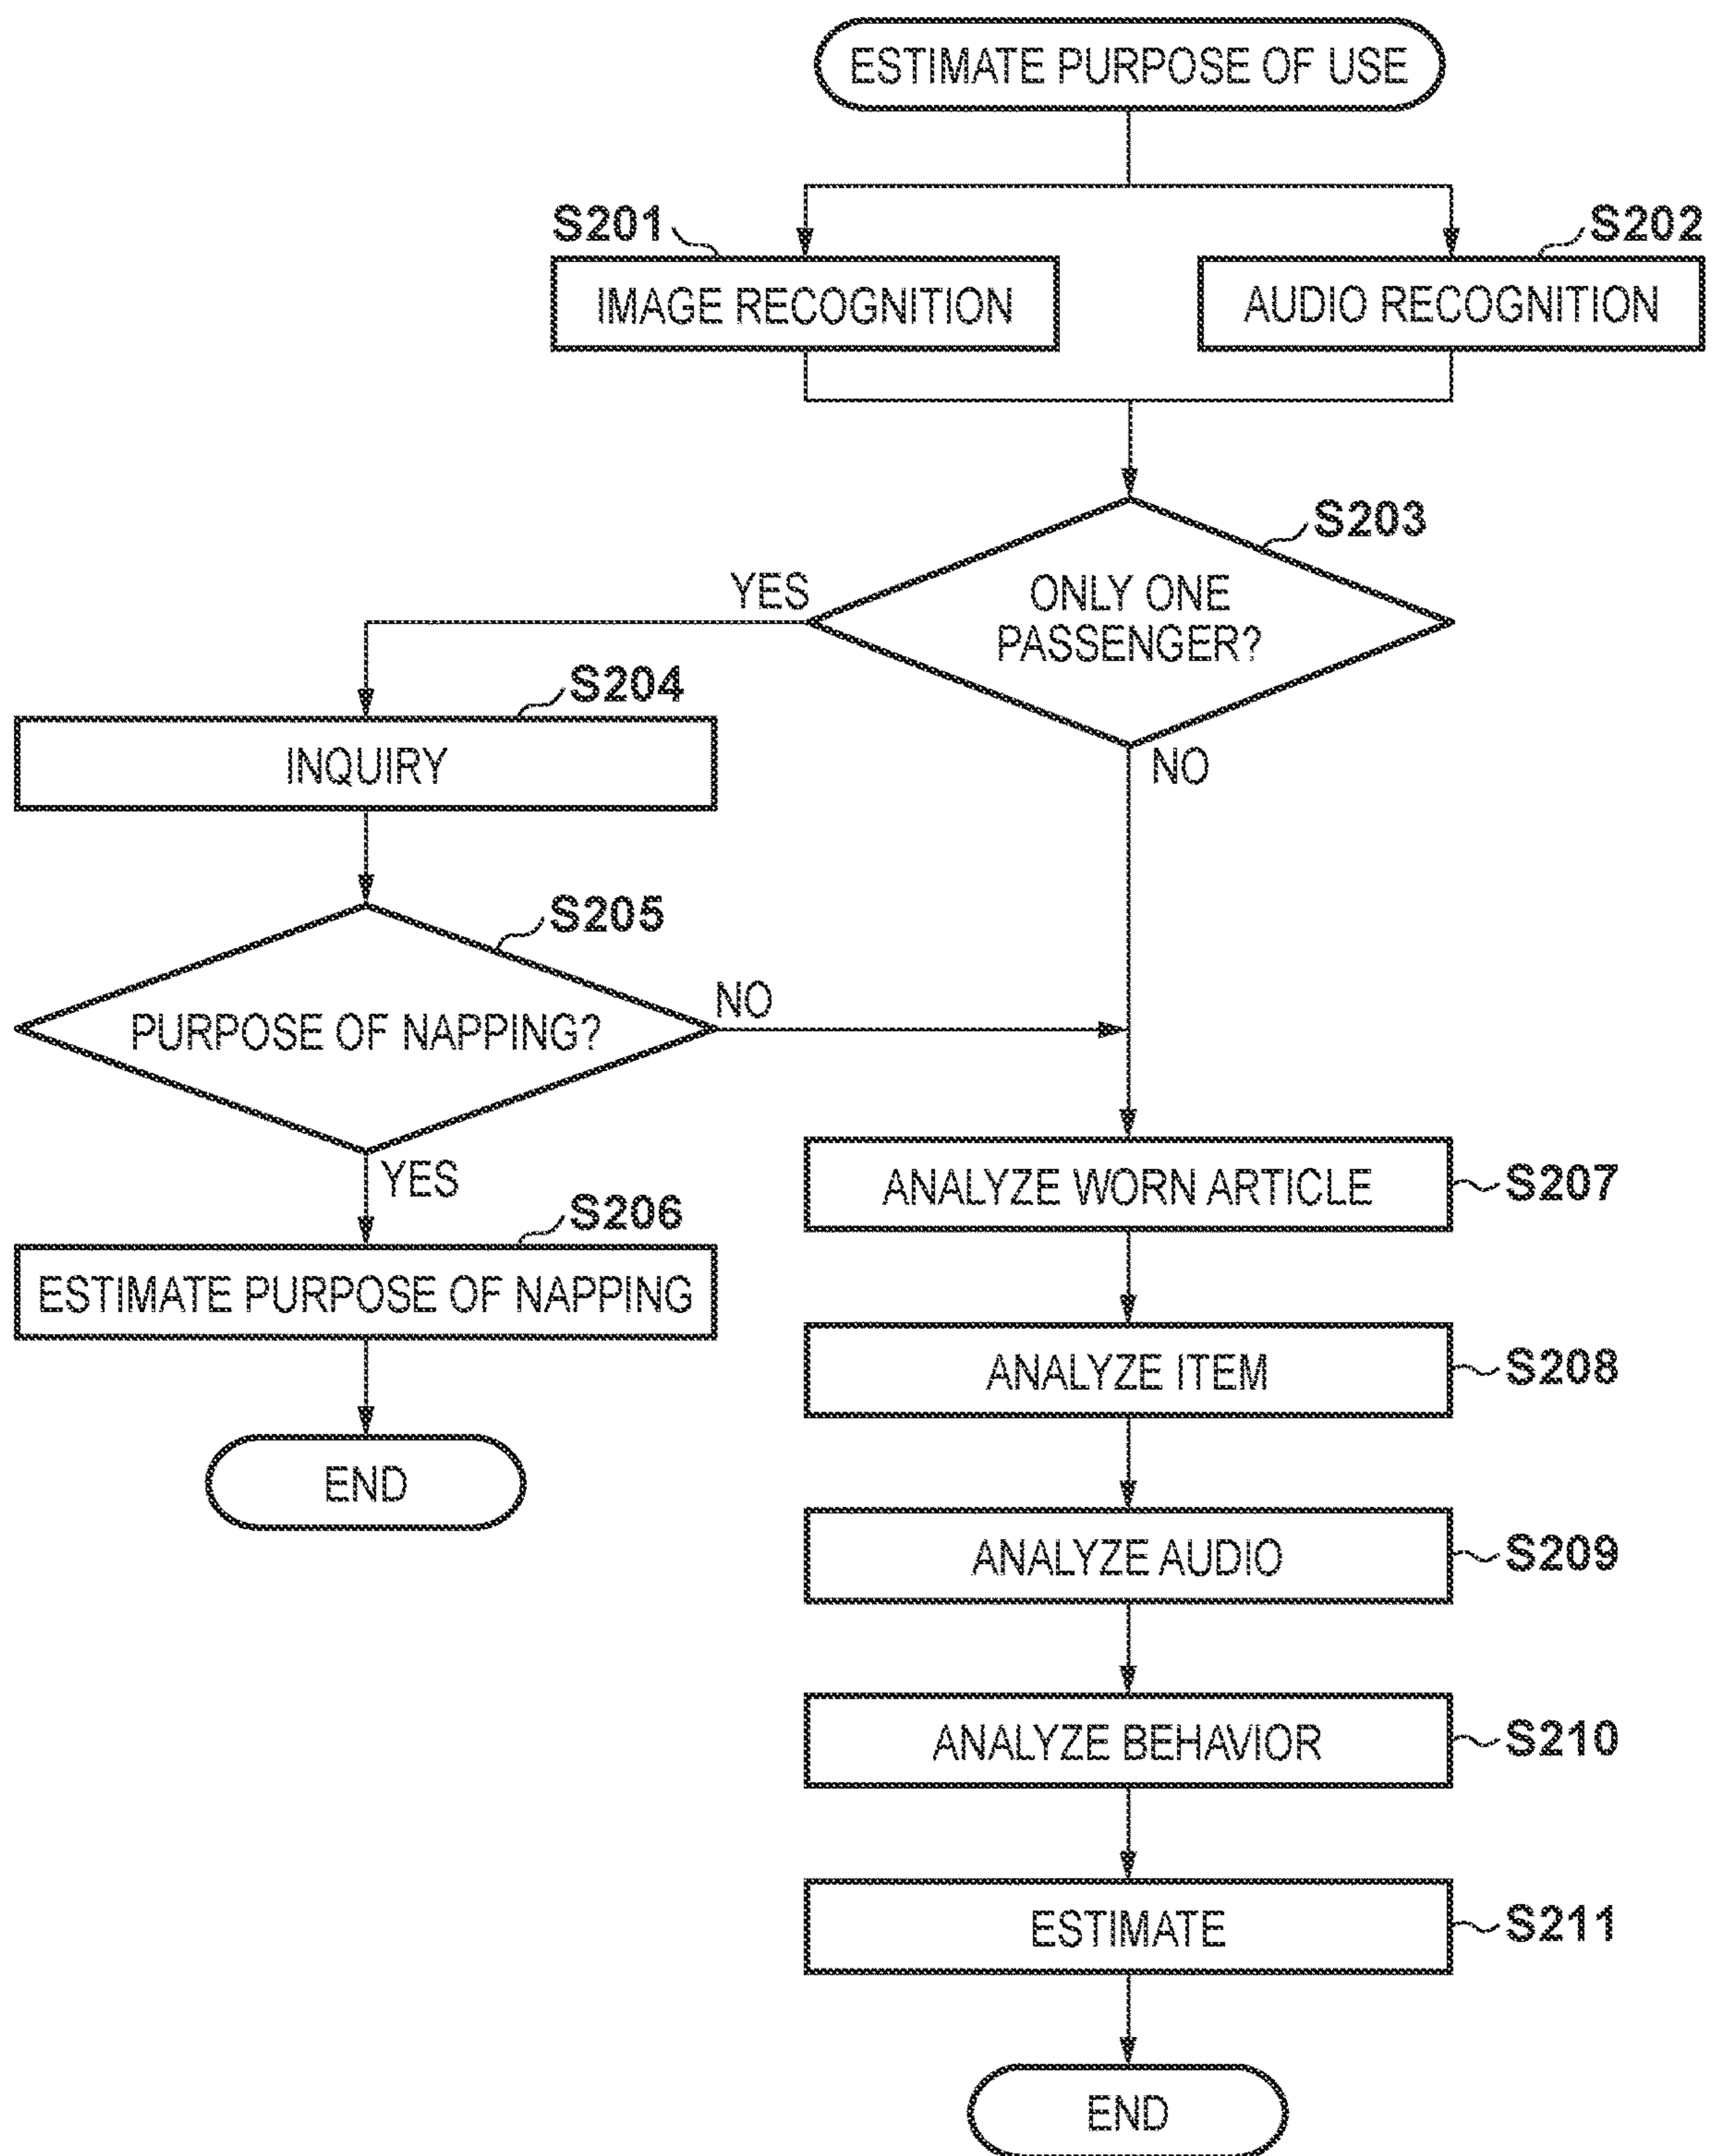 ESTIMATE PURPOSE OF USE
S201
S202
IMAGE RECOGNITION
AUDIO RECOGNITION
S203
ONLY ONE
PASSENGER?
YES
NO
S204
INQUIRY
S205
PURPOSE OF NAPPING?
NO
YES
S206
ESTIMATE PURPOSE OF NAPPING
END
ANALYZE WORN ARTICLE
S207
ANALYZE ITEM
S208
ANALYZE AUDIO
S209
ANALYZE BEHAVIOR
S210
ESTIMATE
S211
END